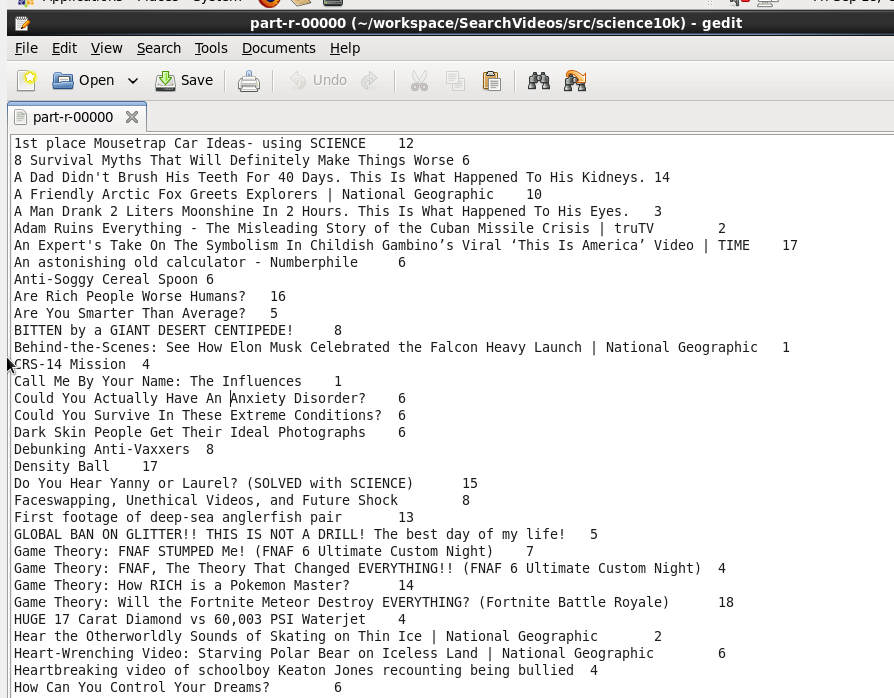 part-r-00000 (~/workspace/SearchVideos/src/science10k) - gedit
File Edit View Search Tools Documents Help
Open Save Undo
part-r-00000
1st place Mousetrap Car Ideas- using SCIENCE 12
8 Survival Myths That Will Definitely Make Things Worse 6
A Dad Didn't Brush His Teeth For 40 Days. This Is What Happened To His Kidneys. 14
A Friendly Arctic Fox Greets Explorers | National Geographic 10
A Man Drank 2 Liters Moonshine In 2 Hours. This Is What Happened To His Eyes. 3
Adam Ruins Everything - The Misleading Story of the Cuban Missile Crisis | truTV 2
An Expert's Take On The Symbolism In Childish Gambino’s Viral ‘This Is America’ Video | TIME 17
An astonishing old calculator - Numberphile 6
Anti-Soggy Cereal Spoon 6
Are Rich People Worse Humans? 16
Are You Smarter Than Average? 5
BITTEN by a GIANT DESERT CENTIPEDE! 8
Behind-the-Scenes: See How Elon Musk Celebrated the Falcon Heavy Launch | National Geographic 1
CRS-14 Mission 4
Call Me By Your Name: The Influences 1
Could You Actually Have An Anxiety Disorder? 6
Could You Survive In These Extreme Conditions? 6
Dark Skin People Get Their Ideal Photographs 6
Debunking Anti-Vaxxers 8
Density Ball 17
Do You Hear Yanny or Laurel? (SOLVED with SCIENCE) 15
Faceswapping, Unethical Videos, and Future Shock 8
First footage of deep-sea anglerfish pair 13
GLOBAL BAN ON GLITTER!! THIS IS NOT A DRILL! The best day of my life! 5
Game Theory: FNAF STUMPED Me! (FNAF 6 Ultimate Custom Night) 7
Game Theory: FNAF, The Theory That Changed EVERYTHING!! (FNAF 6 Ultimate Custom Night) 4
Game Theory: How RICH is a Pokemon Master? 14
Game Theory: Will the Fortnite Meteor Destroy EVERYTHING? (Fortnite Battle Royale) 18
HUGE 17 Carat Diamond vs 60,003 PSI Waterjet 4
Hear the Otherworldly Sounds of Skating on Thin Ice | National Geographic 2
Heart-Wrenching Video: Starving Polar Bear on Iceless Land | National Geographic 6
Heartbreaking video of schoolboy Keaton Jones recounting being bullied 4
How Can You Control Your Dreams? 6